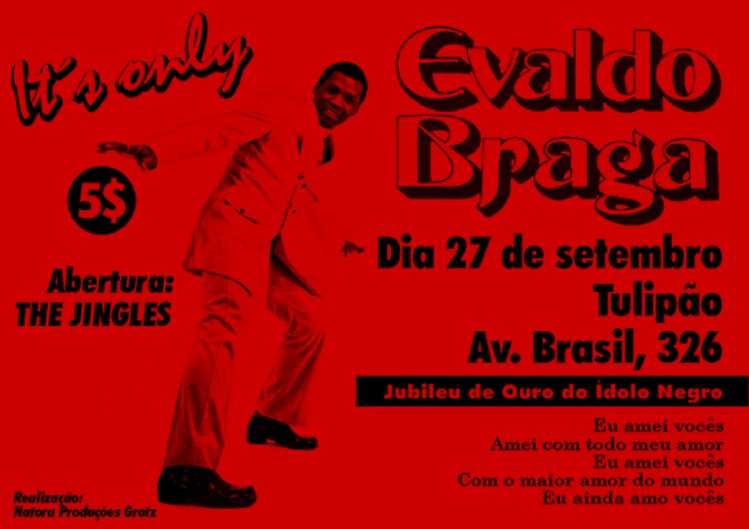 It's only
Evaldo
Braga
5$
Dia 27 de setembro
Tulipão
Av. Brasil, 326
Abertura:
THE JINGLES
Jubileu de Ouro do Ídolo Negro
Eu amei vocês
Amei com todo meu amor
Eu amei vocês
Com o maior amor do mundo
Eu ainda amo vocês
Realização:
Natora Produções Grotz